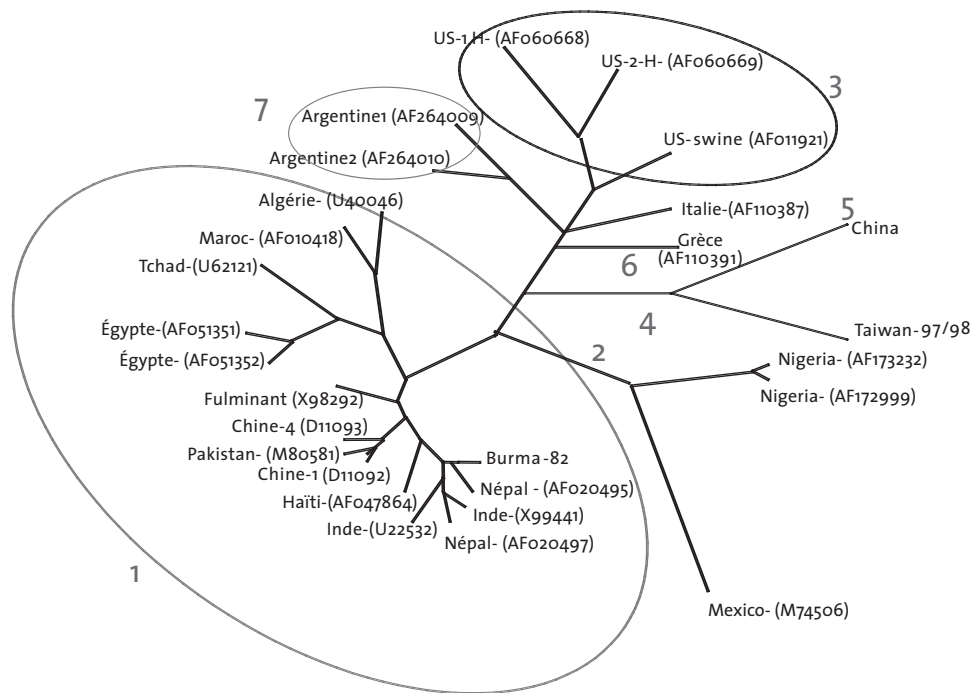 US-1 H- (AF060668)
US-2-H- (AF060669)
3
7
Argentine1 (AF264009)
US-swine (AF011921)
Argentine2 (AF264010)
Algérie- (U40046)
Italie-(AF110387)
5
China
Maroc- (AF010418)
Grèce
(AF110391)
6
Tchad-(U62121)
4
Égypte-(AF051351)
Taiwan-97/98
2
Égypte- (AF051352)
Nigeria- (AF173232)
Nigeria- (AF172999)
Fulminant (X98292)
Chine-4 (D11093)
Pakistan- (M80581)
Burma-82
Chine-1 (D11092)
Népal - (AF020495)
Haïti-(AF047864)
Inde-(X99441)
Inde-(U22532)
Népal- (AF020497)
1
Mexico- (M74506)